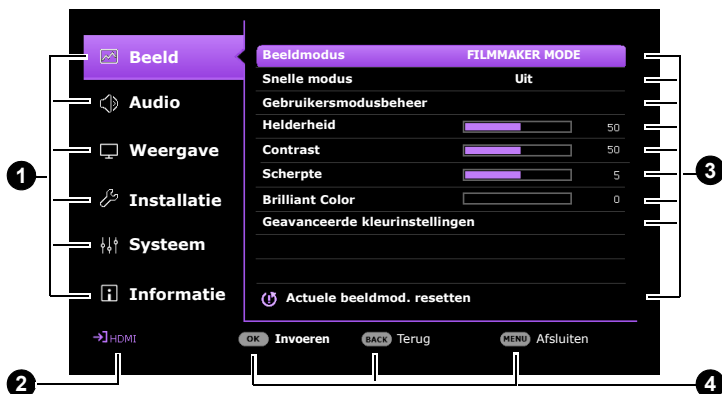 Beeld
Audio
Weergave
Installatie
Systeem
Informatie
Beeldmodus FILMMAKER MODE
Snelle modus Uit
Gebruikersmodusbeheer
Helderheid 50
Contrast 50
Scherpte 5
Brilliant Color 0
Geavanceerde kleurinstellingen
Actuele beeldmod. resetten
HDMI OK Invoeren BACK Terug MENU Afsluiten
1
3
2
4